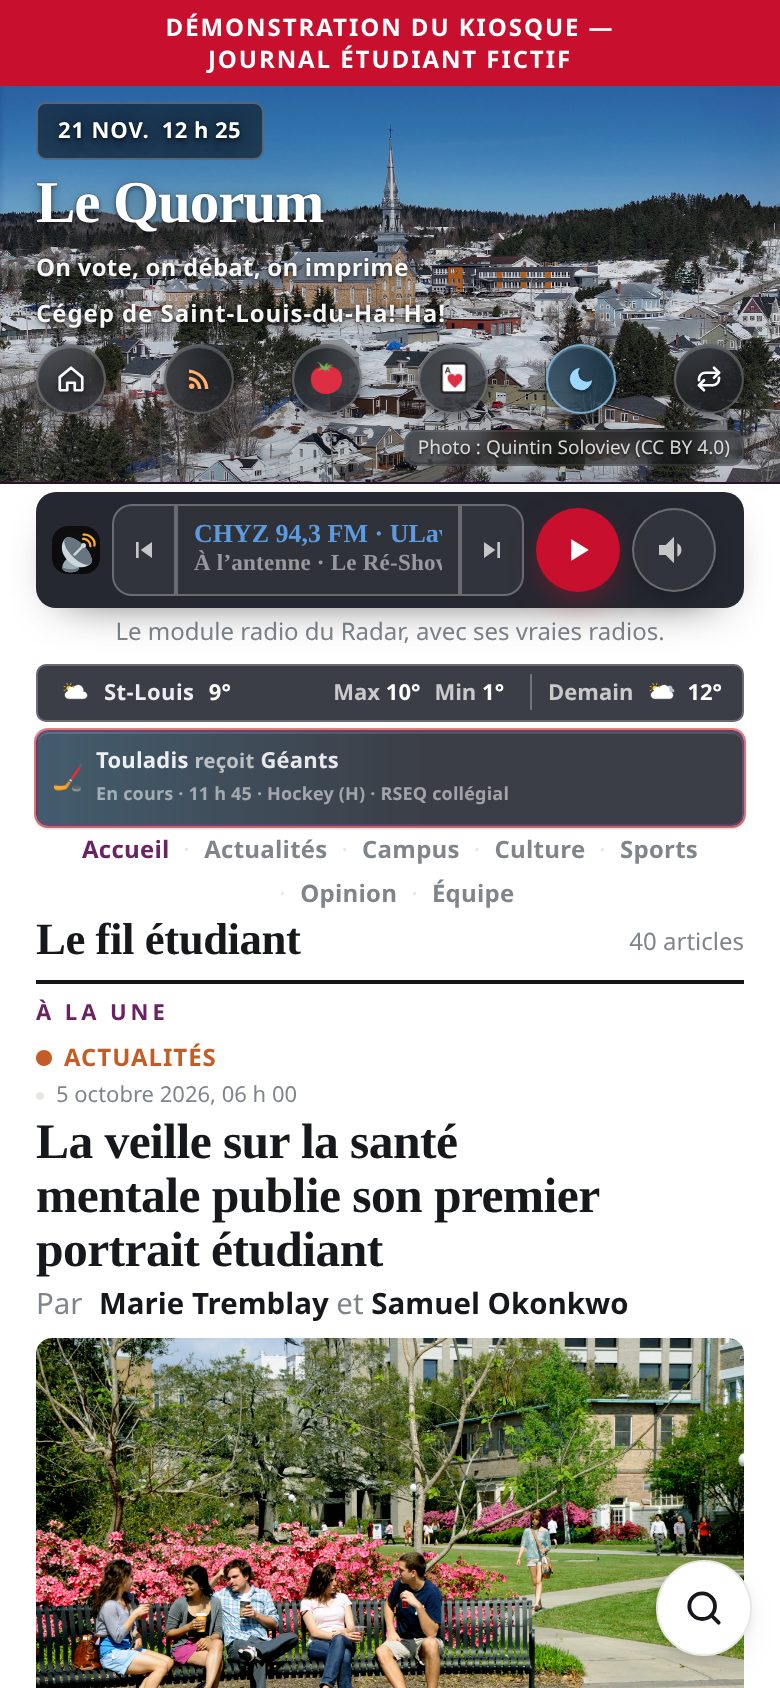 DÉMONSTRATION DU KIOSQUE —
JOURNAL ÉTUDIANT FICTIF
21 NOV. 12 h 25
Le Quorum
On vote, on débat, on imprime
Cégep de Saint-Louis-du-Ha! Ha!
A
Photo : Quintin Soloviev (CC BY 4.0)
CHYZ 94,3 FM · ULav
À l’antenne · Le Ré-Show
Le module radio du Radar, avec ses vraies radios.
St-Louis 9° Max 10° Min 1° Demain 12°
Touladis reçoit Géants
En cours · 11 h 45 · Hockey (H) · RSEQ collégial
Accueil · Actualités · Campus · Culture · Sports
· Opinion · Équipe
Le fil étudiant 40 articles
À LA UNE
ACTUALITÉS
5 octobre 2026, 06 h 00
La veille sur la santé
mentale publie son premier
portrait étudiant
Par Marie Tremblay et Samuel Okonkwo